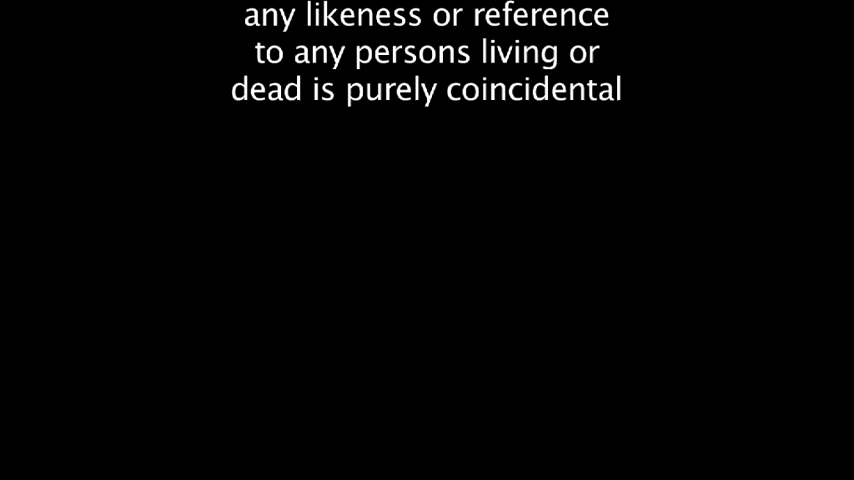 any likeness or reference
to any persons living or
dead is purely coincidental